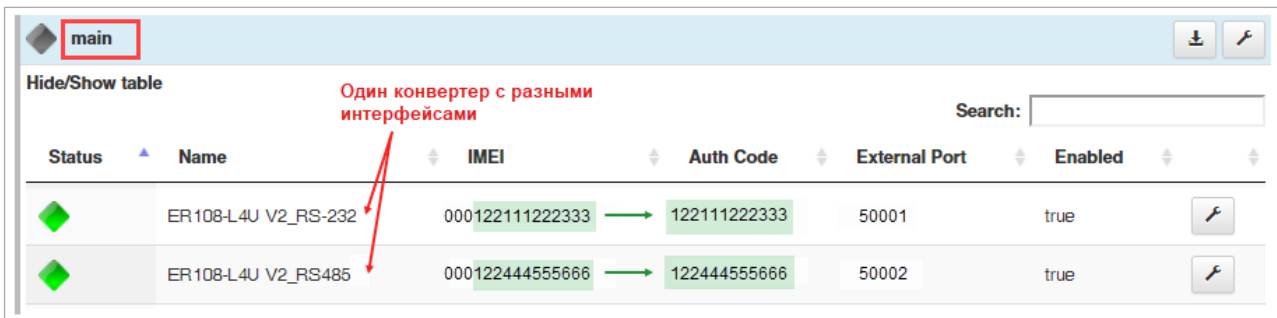 main
Hide/Show table
Один конвертер с разными
интерфейсами
Search:
Status Name IMEI Auth Code External Port Enabled
ER108-L4U V2_RS-232 000122111222333 122111222333 50001 true
ER108-L4U V2_RS485 000122444555666 122444555666 50002 true